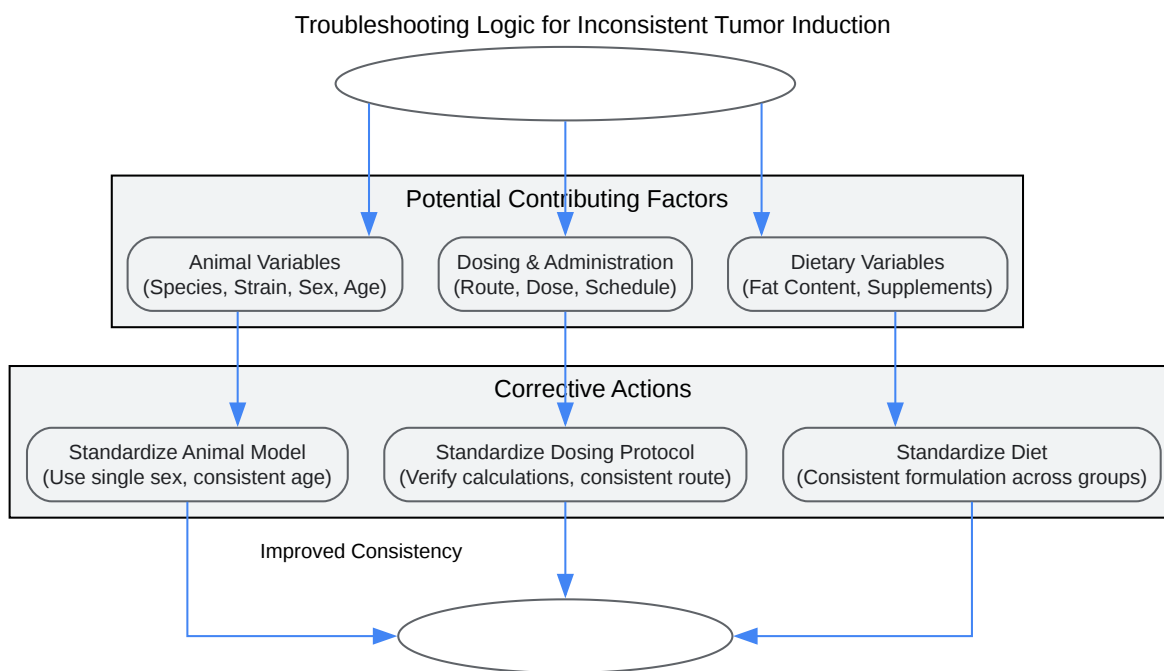 Troubleshooting Logic for Inconsistent Tumor Induction
Potential Contributing Factors
Animal Variables
(Species, Strain, Sex, Age)
Dosing & Administration
(Route, Dose, Schedule)
Dietary Variables
(Fat Content, Supplements)
Corrective Actions
Standardize Animal Model
(Use single sex, consistent age)
Standardize Dosing Protocol
(Verify calculations, consistent route)
Standardize Diet
(Consistent formulation across groups)
Improved Consistency